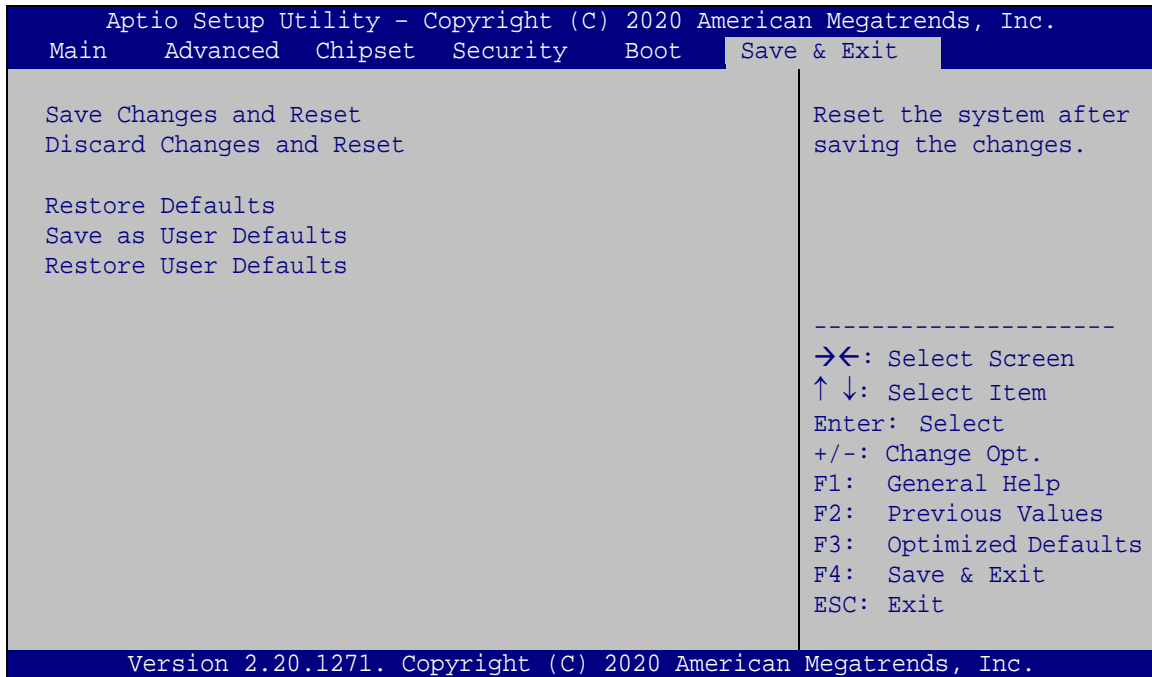 Aptio Setup Utility – Copyright (C) 2020 American Megatrends, Inc.
Main Advanced Chipset Security Boot Save & Exit
Save Changes and Reset
Discard Changes and Reset
Restore Defaults
Save as User Defaults
Restore User Defaults
Reset the system after
saving the changes.
---------------------
→←: Select Screen
↑ ↓: Select Item
Enter: Select
+/-: Change Opt.
F1: General Help
F2: Previous Values
F3: Optimized Defaults
F4: Save & Exit
ESC: Exit
Version 2.20.1271. Copyright (C) 2020 American Megatrends, Inc.